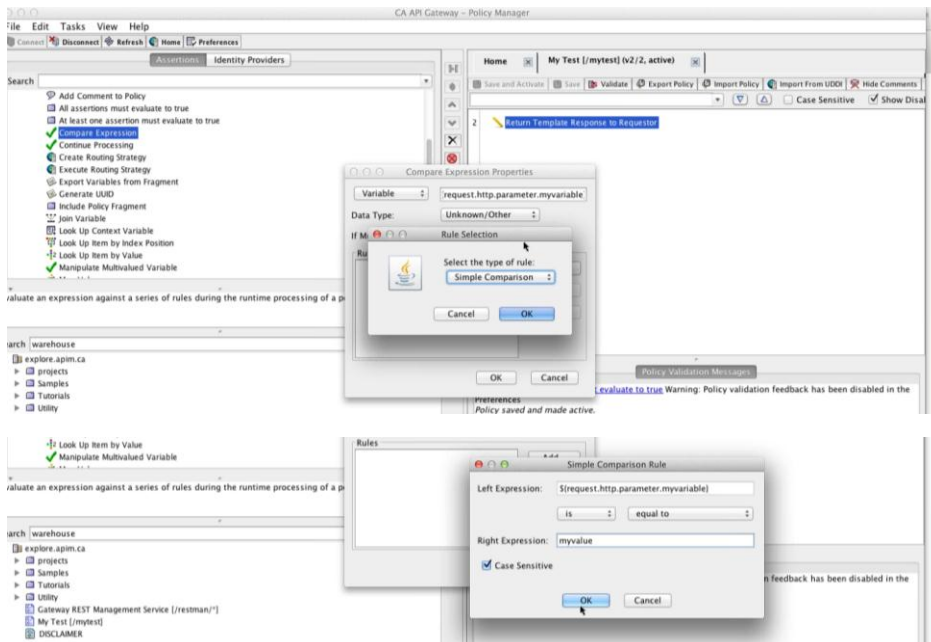 CA API Gateway – Policy Manager
File Edit Tasks View Help
Connect Disconnect Refresh Home Preferences
Assertions Identity Providers
Search
Add Comment to Policy
All assertions must evaluate to true
At least one assertion must evaluate to true
Compare Expression
Continue Processing
Create Routing Strategy
Execute Routing Strategy
Export Variables from Fragment
Generate UUID
Include Policy Fragment
Join Variable
Look Up Context Variable
Look Up Item by Index Position
Look Up Item by Value
Manipulate Multivalued Variable
valuate an expression against a series of rules during the runtime processing of a p
arch warehouse
explore.apim.ca
projects
Samples
Tutorials
Utility
Home My Test [/mytest] (v2/2, active)
Save and Activate Save Validate Export Policy Import Policy Import From UDDI Hide Comments
Case Sensitive Show Disal
2 Return Template Response to Requestor
Compare Expression Properties
Variable request.http.parameter.myvariable
Data Type: Unknown/Other
If M
Ru
Rule Selection
Select the type of rule:
Simple Comparison
Cancel OK
OK Cancel
Policy Validation Messages
evaluate to true Warning: Policy validation feedback has been disabled in the
Preferences
Policy saved and made active.
Look Up Item by Value
Manipulate Multivalued Variable
valuate an expression against a series of rules during the runtime processing of a p
arch warehouse
explore.apim.ca
projects
Samples
Tutorials
Utility
Gateway REST Management Service [/restman/*]
My Test [/mytest]
DISCLAIMER
Rules
Simple Comparison Rule
Left Expression: ${request.http.parameter.myvariable}
is equal to
Right Expression: myvalue
Case Sensitive
OK Cancel
n feedback has been disabled in the